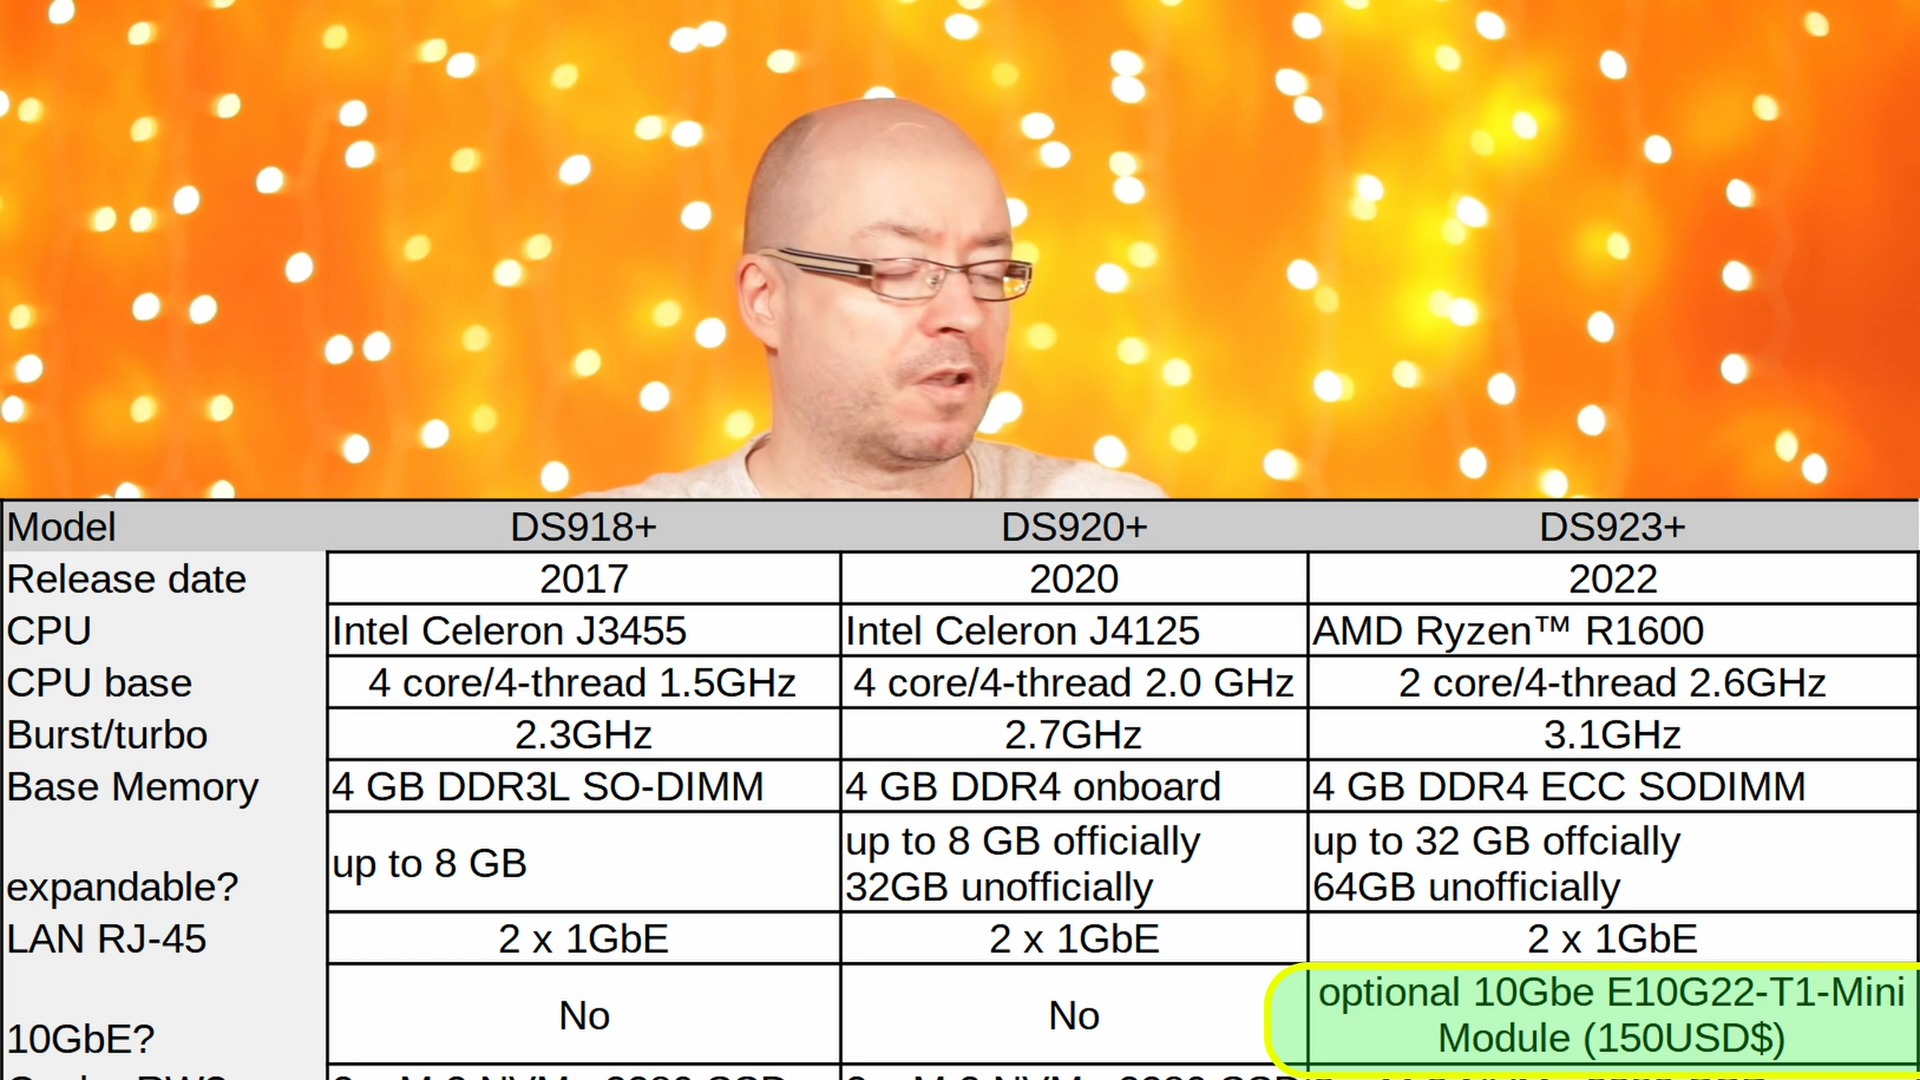 Model DS918+ DS920+ DS923+
Release date 2017 2020 2022
CPU Intel Celeron J3455 Intel Celeron J4125 AMD Ryzen™ R1600
CPU base 4 core/4-thread 1.5GHz 4 core/4-thread 2.0 GHz 2 core/4-thread 2.6GHz
Burst/turbo 2.3GHz 2.7GHz 3.1GHz
Base Memory 4 GB DDR3L SO-DIMM 4 GB DDR4 onboard 4 GB DDR4 ECC SODIMM
expandable? up to 8 GB up to 8 GB officially up to 32 GB offcially
32GB unofficially 64GB unofficially
LAN RJ-45 2 x 1GbE 2 x 1GbE 2 x 1GbE
10GbE? No No optional 10Gbe E10G22-T1-Mini
Module (150USD$)